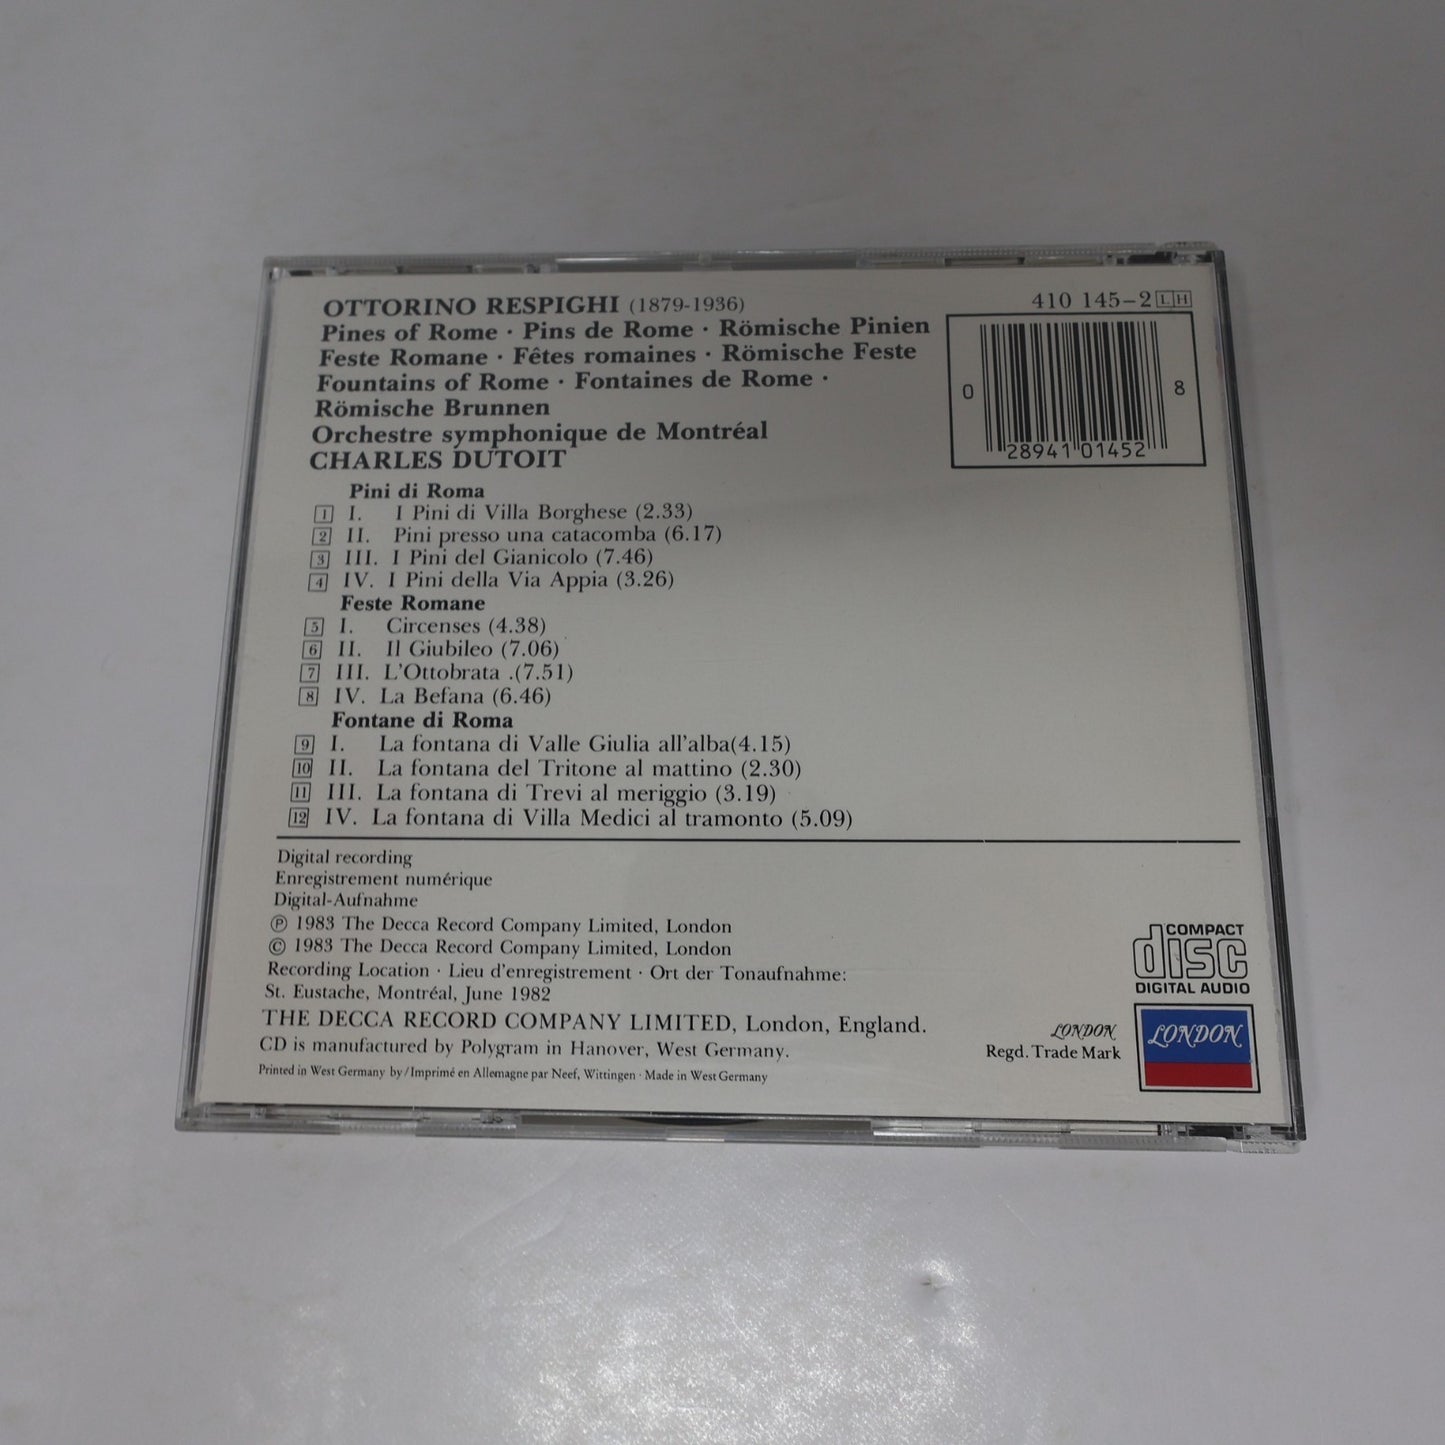 OTTORINO RESPIGHI (1879-1936)
410 145-2 LH
Pines of Rome · Pins de Rome · Römische Pinien
Feste Romane · Fêtes romaines · Römische Feste
Fountains of Rome · Fontaines de Rome ·
Römische Brunnen
Orchestre symphonique de Montréal
CHARLES DUTOIT
0 28941 01452 8
Pini di Roma
1 I. I Pini di Villa Borghese (2.33)
2 II. Pini presso una catacomba (6.17)
3 III. I Pini del Gianicolo (7.46)
4 IV. I Pini della Via Appia (3.26)
Feste Romane
5 I. Circenses (4.38)
6 II. Il Giubileo (7.06)
7 III. L'Ottobrata .(7.51)
8 IV. La Befana (6.46)
Fontane di Roma
9 I. La fontana di Valle Giulia all'alba(4.15)
10 II. La fontana del Tritone al mattino (2.30)
11 III. La fontana di Trevi al meriggio (3.19)
12 IV. La fontana di Villa Medici al tramonto (5.09)
Digital recording
Enregistrement numérique
Digital-Aufnahme
Ⓟ 1983 The Decca Record Company Limited, London
© 1983 The Decca Record Company Limited, London
Recording Location · Lieu d'enregistrement · Ort der Tonaufnahme:
St. Eustache, Montréal, June 1982
THE DECCA RECORD COMPANY LIMITED, London, England.
CD is manufactured by Polygram in Hanover, West Germany.
Printed in West Germany by/Imprimé en Allemagne par Neef, Wittingen · Made in West Germany
COMPACT
disc
DIGITAL AUDIO
LONDON
Regd. Trade Mark
LONDON